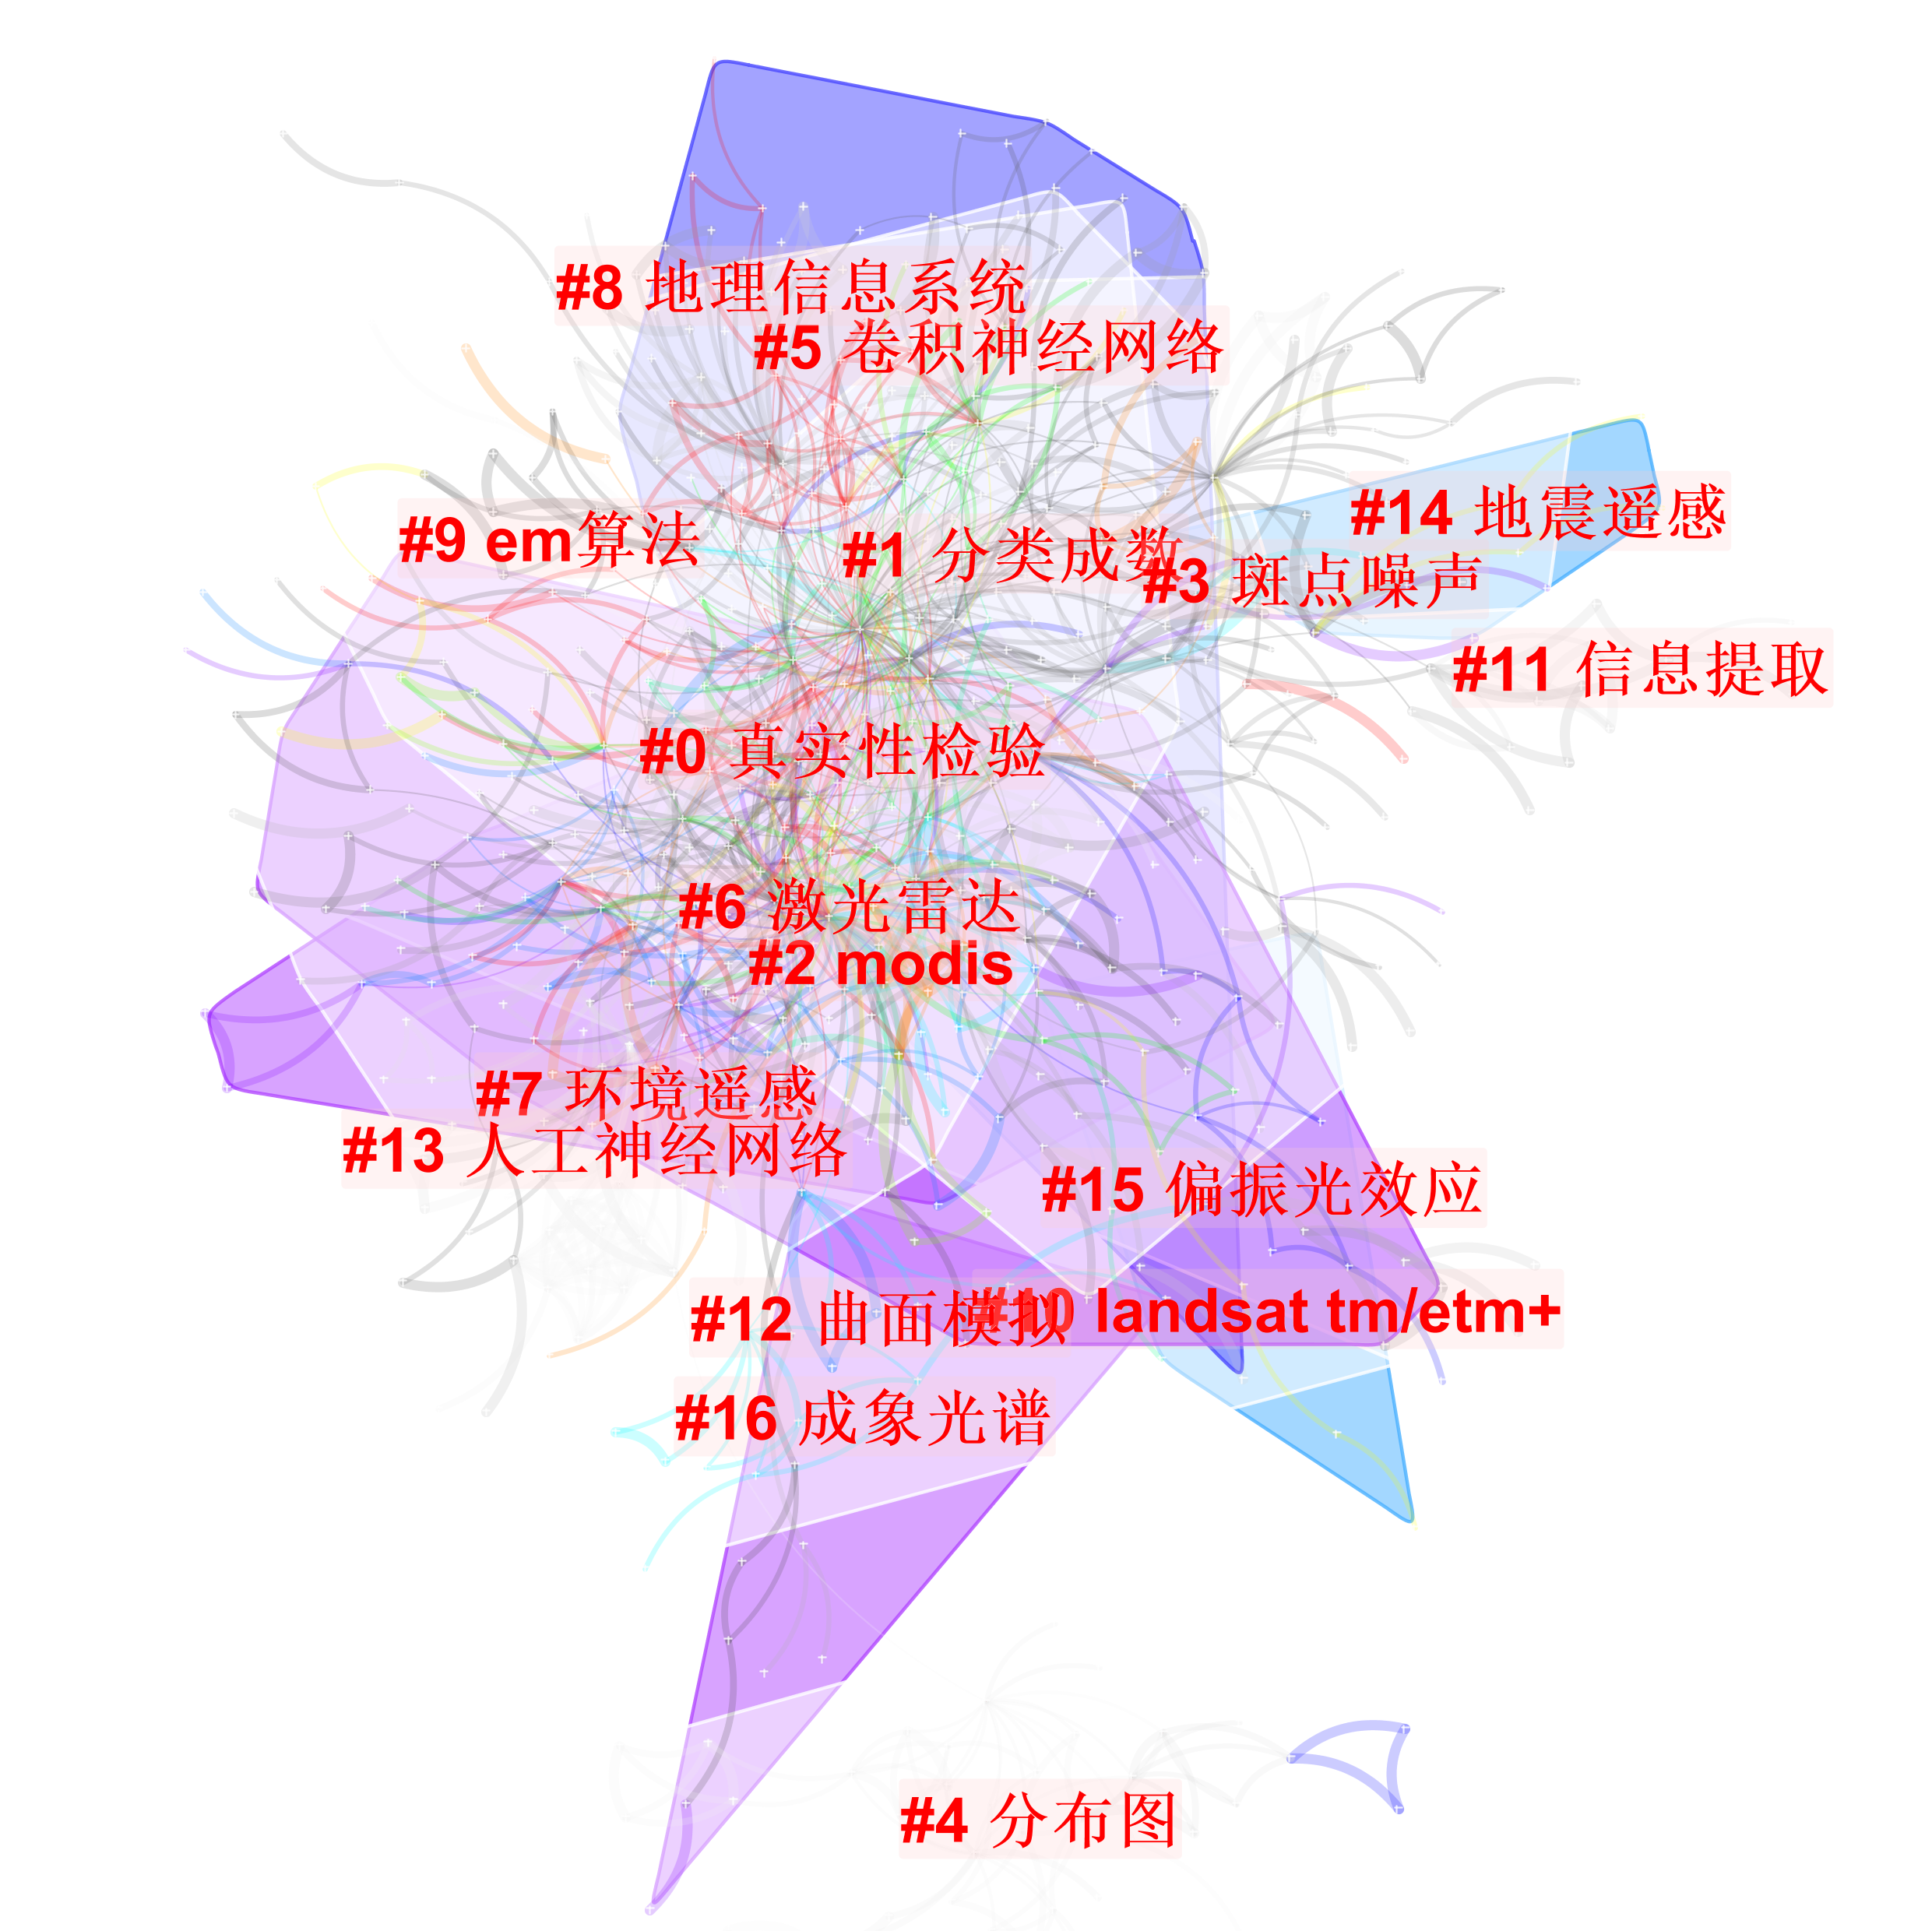 #8 地理信息系统
#5 卷积神经网络
#14 地震遥感
#9 em算法
#1 分类成数
#3 斑点噪声
#11 信息提取
#0 真实性检验
#6 激光雷达
#2 modis
#7 环境遥感
#13 人工神经网络
#15 偏振光效应
#12 曲面模拟
#10 landsat tm/etm+
#16 成象光谱
#4 分布图